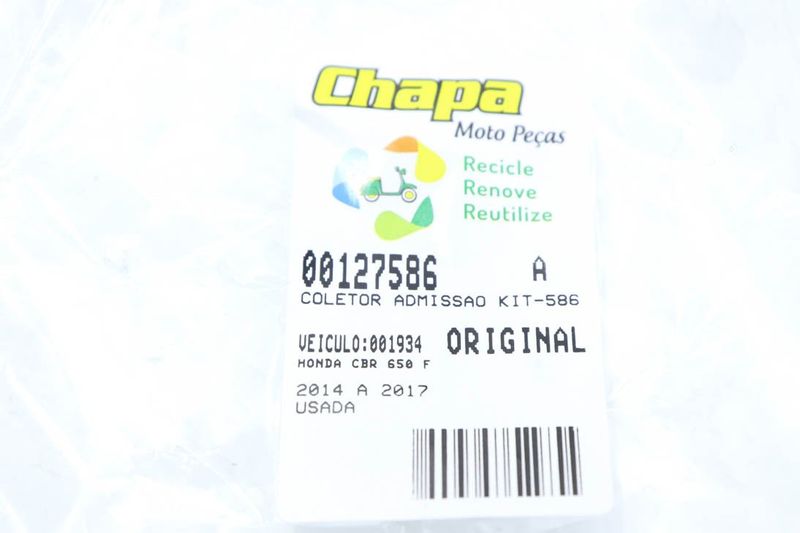 Chapa
Moto Peças
Recicle
Renove
Reutilize
00127586 A
COLETOR ADMISSAO KIT-586
VEICULO:001934 ORIGINAL
HONDA CBR 650 F
2014 A 2017
USADA